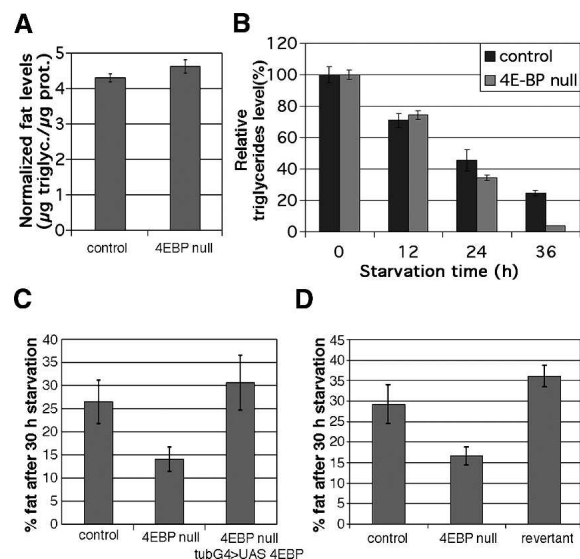 A
Normalized fat levels
(µg triglyc./µg prot.)
5
4
3
2
1
0
control
4EBP null
B
Relative
triglycerides level(%)
120
100
80
60
40
20
0
control
4E-BP null
0
12
24
36
Starvation time (h)
C
% fat after 30 h starvation
40
35
30
25
20
15
10
5
0
control
4EBP null
4EBP null
tubG4>UAS 4EBP
D
% fat after 30 h starvation
45
40
35
30
25
20
15
10
5
0
control
4EBP null
revertant